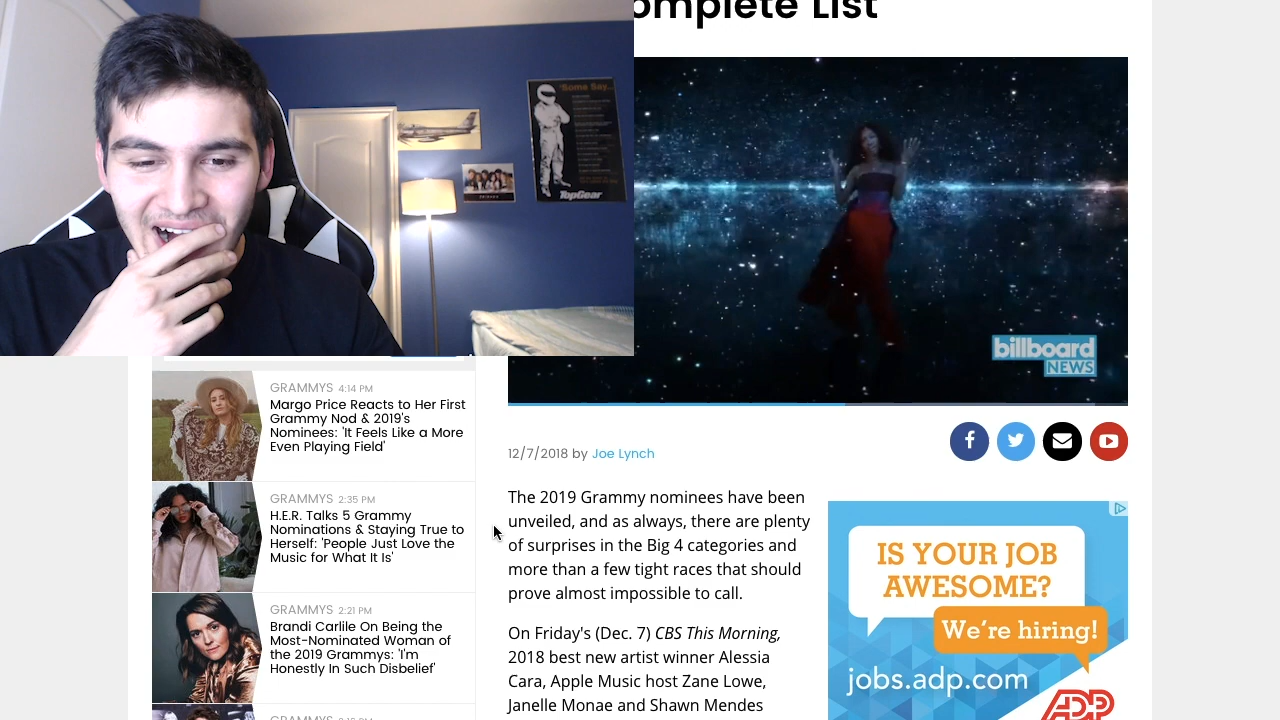 omplete List
'Some Say...
TopGear
billboard
NEWS
GRAMMYS 4:14 PM
Margo Price Reacts to Her First
Grammy Nod & 2019's
Nominees: 'It Feels Like a More
Even Playing Field'
GRAMMYS 2:35 PM
H.E.R. Talks 5 Grammy
Nominations & Staying True to
Herself: 'People Just Love the
Music for What It Is'
GRAMMYS 2:21 PM
Brandi Carlile On Being the
Most-Nominated Woman of
the 2019 Grammys: 'I'm
Honestly In Such Disbelief'
12/7/2018 by Joe Lynch
The 2019 Grammy nominees have been
unveiled, and as always, there are plenty
of surprises in the Big 4 categories and
more than a few tight races that should
prove almost impossible to call.
On Friday's (Dec. 7) CBS This Morning,
2018 best new artist winner Alessia
Cara, Apple Music host Zane Lowe,
Janelle Monae and Shawn Mendes
IS YOUR JOB
AWESOME?
We're hiring!
jobs.adp.com
ADP